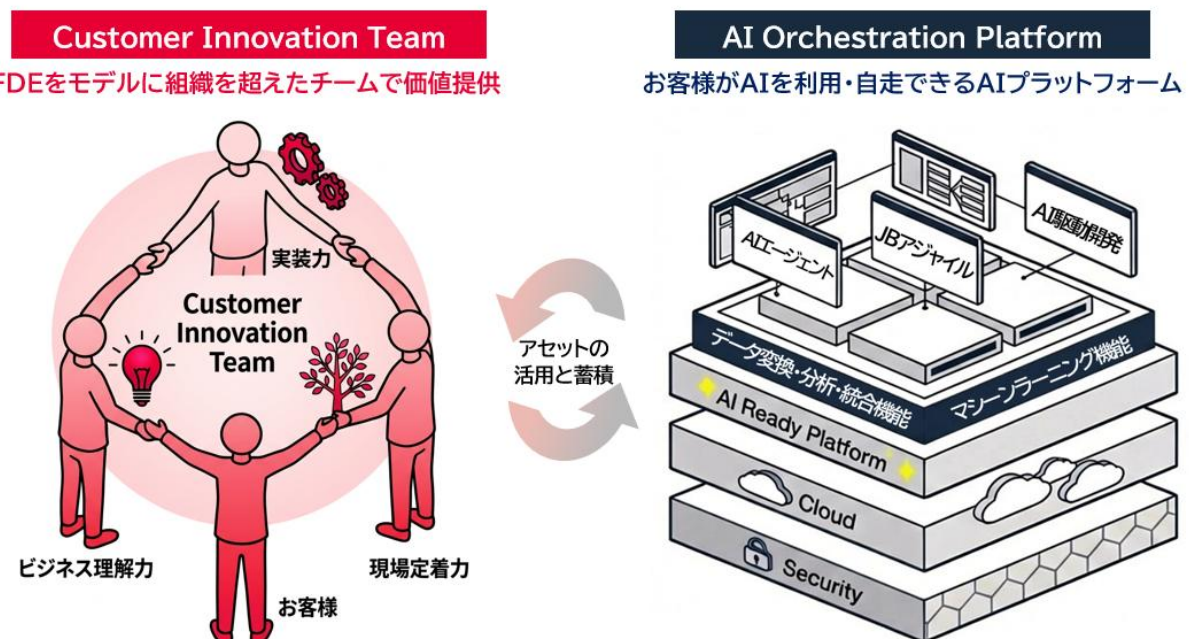 Customer Innovation Team
FDEをモデルに組織を超えたチームで価値提供
実装力
Customer
Innovation
Team
ビジネス理解力
現場定着力
お客様
アセットの
活用と蓄積
AI Orchestration Platform
お客様がAIを利用・自走できるAIプラットフォーム
AIエージェント
JBアジャイル
AI駆動開発
データ変換・分析・統合機能
マシーンラーニング機能
AI Ready Platform
Cloud
Security